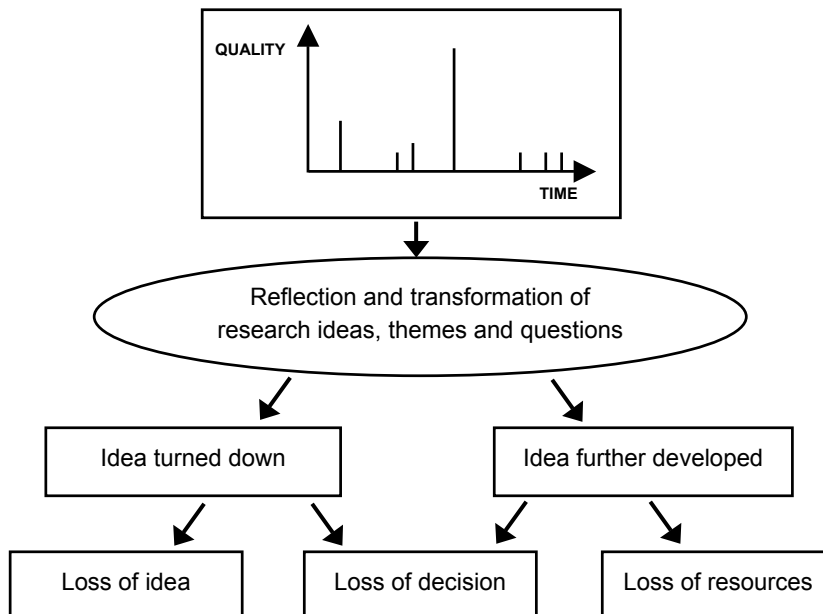 QUALITY
TIME
Reflection and transformation of
research ideas, themes and questions
Idea turned down
Idea further developed
Loss of idea
Loss of decision
Loss of resources